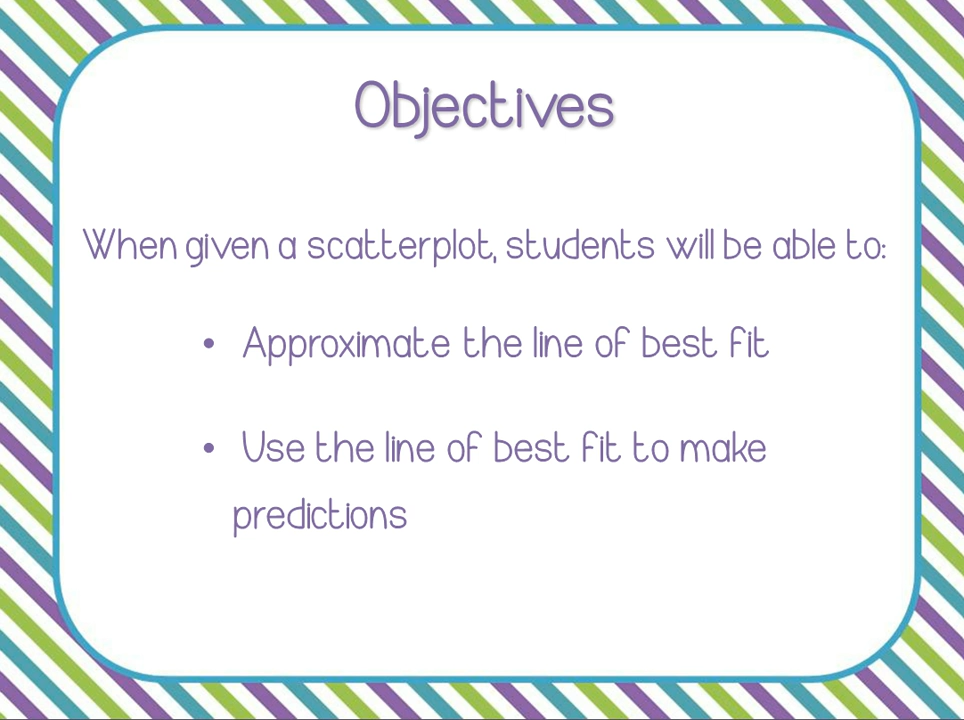 Objectives
When given a scatterplot, students will be able to:
• Approximate the line of best fit
• Use the line of best fit to make
predictions